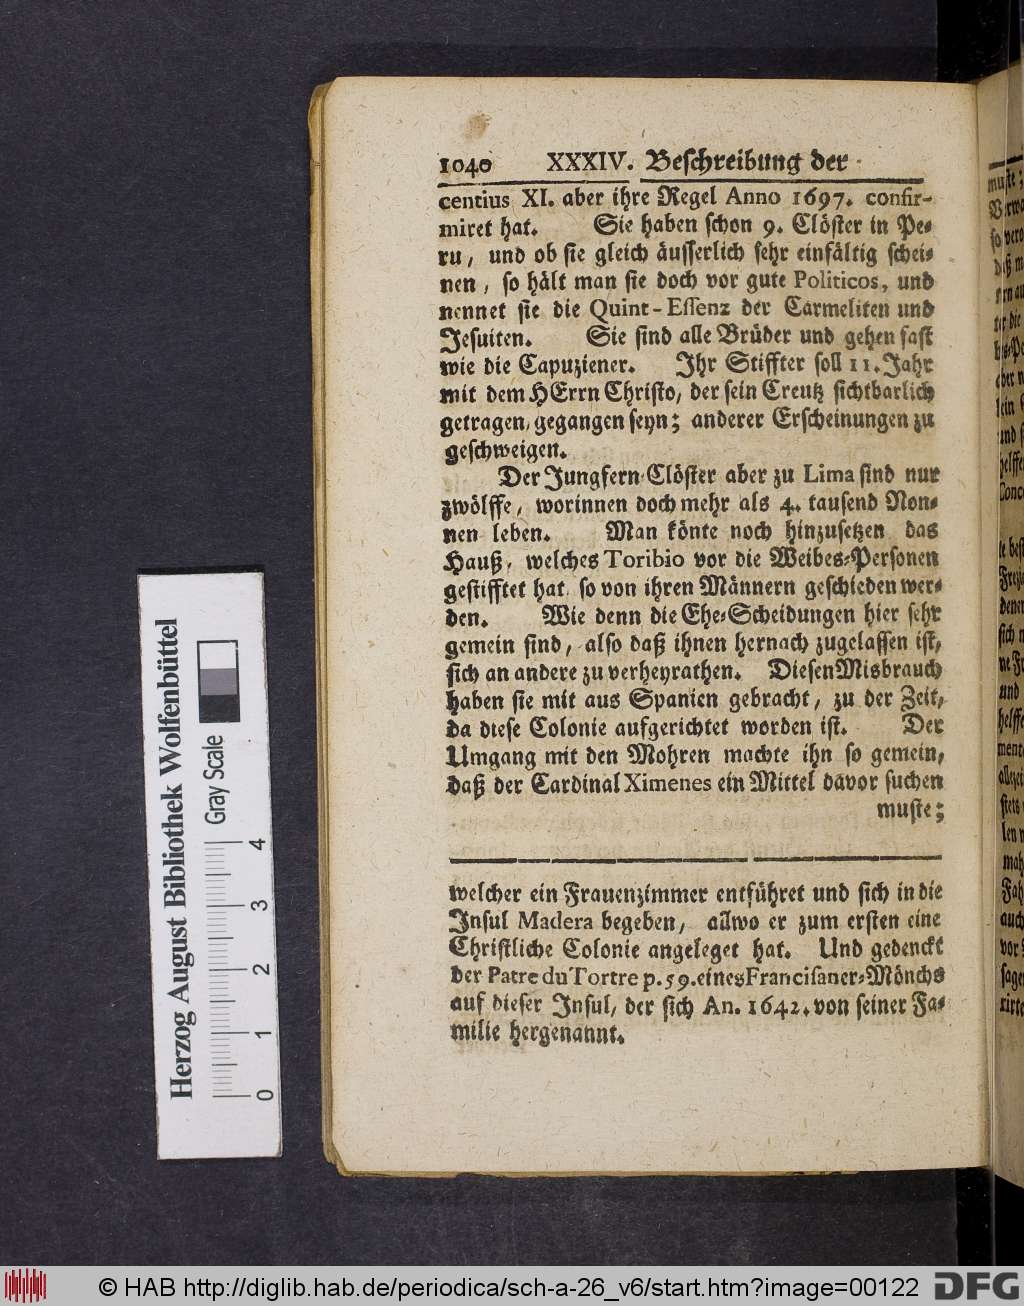 1040 XXXIV. Beschreibung der
centius XI. aber ihre Regel Anno 1697. confir-
miret hat. Sie haben schon 9. Clöster in Pe-
ru, und ob sie gleich äusserlich sehr einfältig schei-
nen, so hält man sie doch vor gute Politicos, und
nennet sie die Quint-Essenz der Carmeliten und
Jesuiten. Sie sind alle Brüder und gehen fast
wie die Capuziener. Ihr Stiffter soll 11. Jahr
mit dem HErrn Christo, der sein Creutz sichtbarlich
getragen, gegangen seyn; anderer Erscheinungen zu
geschweigen.
Der Jungfern-Clöster aber zu Lima sind nur
zwölffe, worinnen doch mehr als 4. tausend Non-
nen leben. Man könte noch hinzusetzen das
Hauß, welches Toribio vor die Weibes-Personen
gestifftet hat, so von ihren Männern geschieden wer-
den. Wie denn die Ehe-Scheidungen hier sehr
gemein sind, also daß ihnen hernach zugelassen ist,
sich an andere zu verheyrathen. Diesen Misbrauch
haben sie mit aus Spanien gebracht, zu der Zeit,
da diese Colonie aufgerichtet worden ist. Der
Umgang mit den Mohren machte ihn so gemein,
daß der Cardinal Ximenes ein Mittel davor suchen
muste;
welcher ein Frauenzimmer entführet und sich in die
Insul Madera begeben, allwo er zum ersten eine
Christliche Colonie angeleget hat. Und gedenckt
der Patre du Tortre p. 59. eines Franciscaner-Mönchs
auf dieser Insul, der sich An. 1642. von seiner Fa-
milie hergenannt.
Herzog August Bibliothek Wolfenbüttel
Gray Scale
0 1 2 3 4
© HAB http://diglib.hab.de/periodica/sch-a-26_v6/start.htm?image=00122
DFG